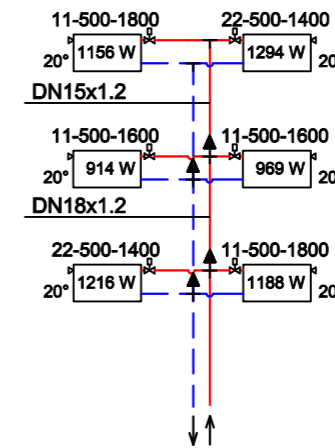 11-500-1800 22-500-1400
1156 W 1294 W
20° 20
DN15x1.2
11-500-1600 11-500-1600
914 W 969 W
20° 20
DN18x1.2
22-500-1400 11-500-1800
1216 W 1188 W
20° 20